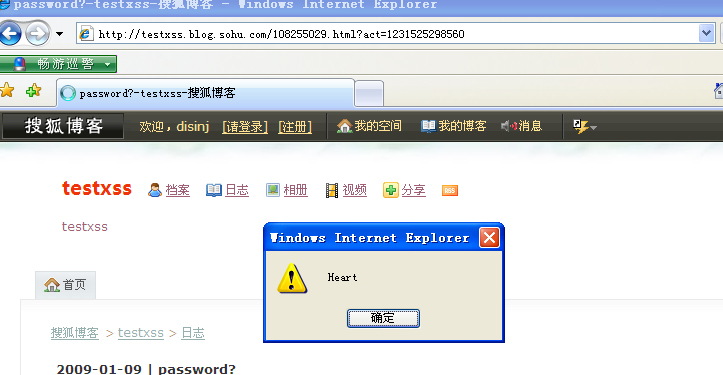 password?-testxss-搜狐博客 - Windows Internet Explorer
http://testxss.blog.sohu.com/108255029.html?act=1231525298560
畅游巡警
password?-testxss-搜狐博客
搜狐博客 欢迎，disinj [请登录] [注册] 我的空间 我的博客 消息
testxss 档案 日志 相册 视频 分享
testxss
Windows Internet Explorer
Heart
确定
首页
搜狐博客 > testxss > 日志
2009-01-09 | password?